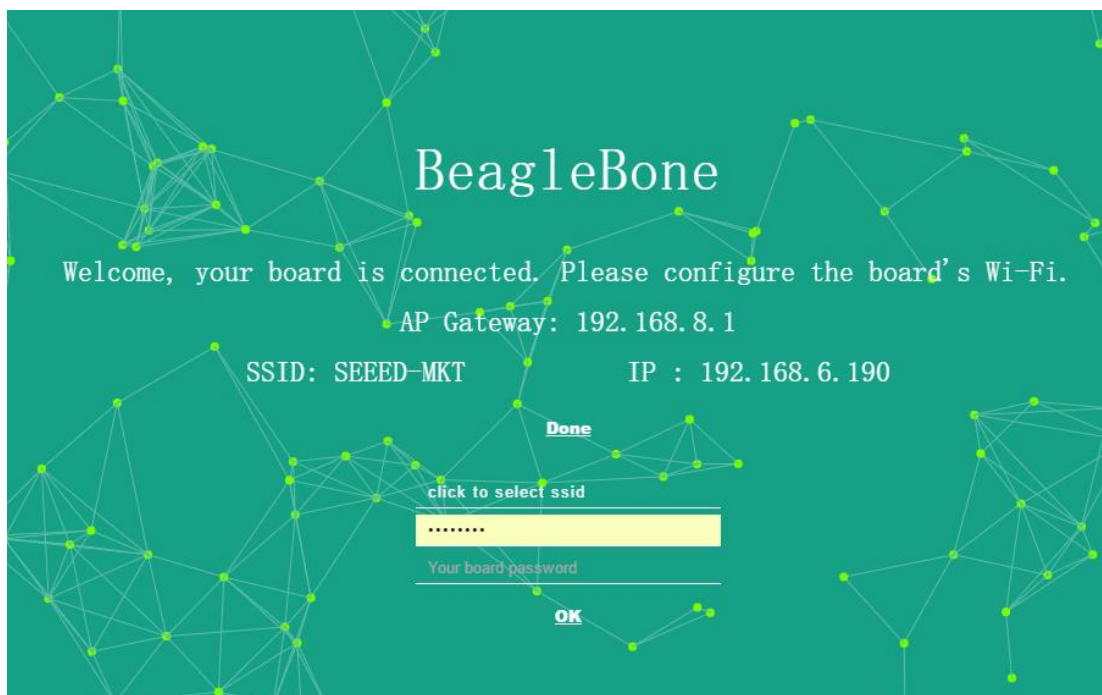 BeagleBone
Welcome, your board is connected. Please configure the board's Wi-Fi.
AP Gateway: 192.168.8.1
SSID: SEEED-MKT IP : 192.168.6.190
Done
click to select ssid
••••••••
Your board password
OK